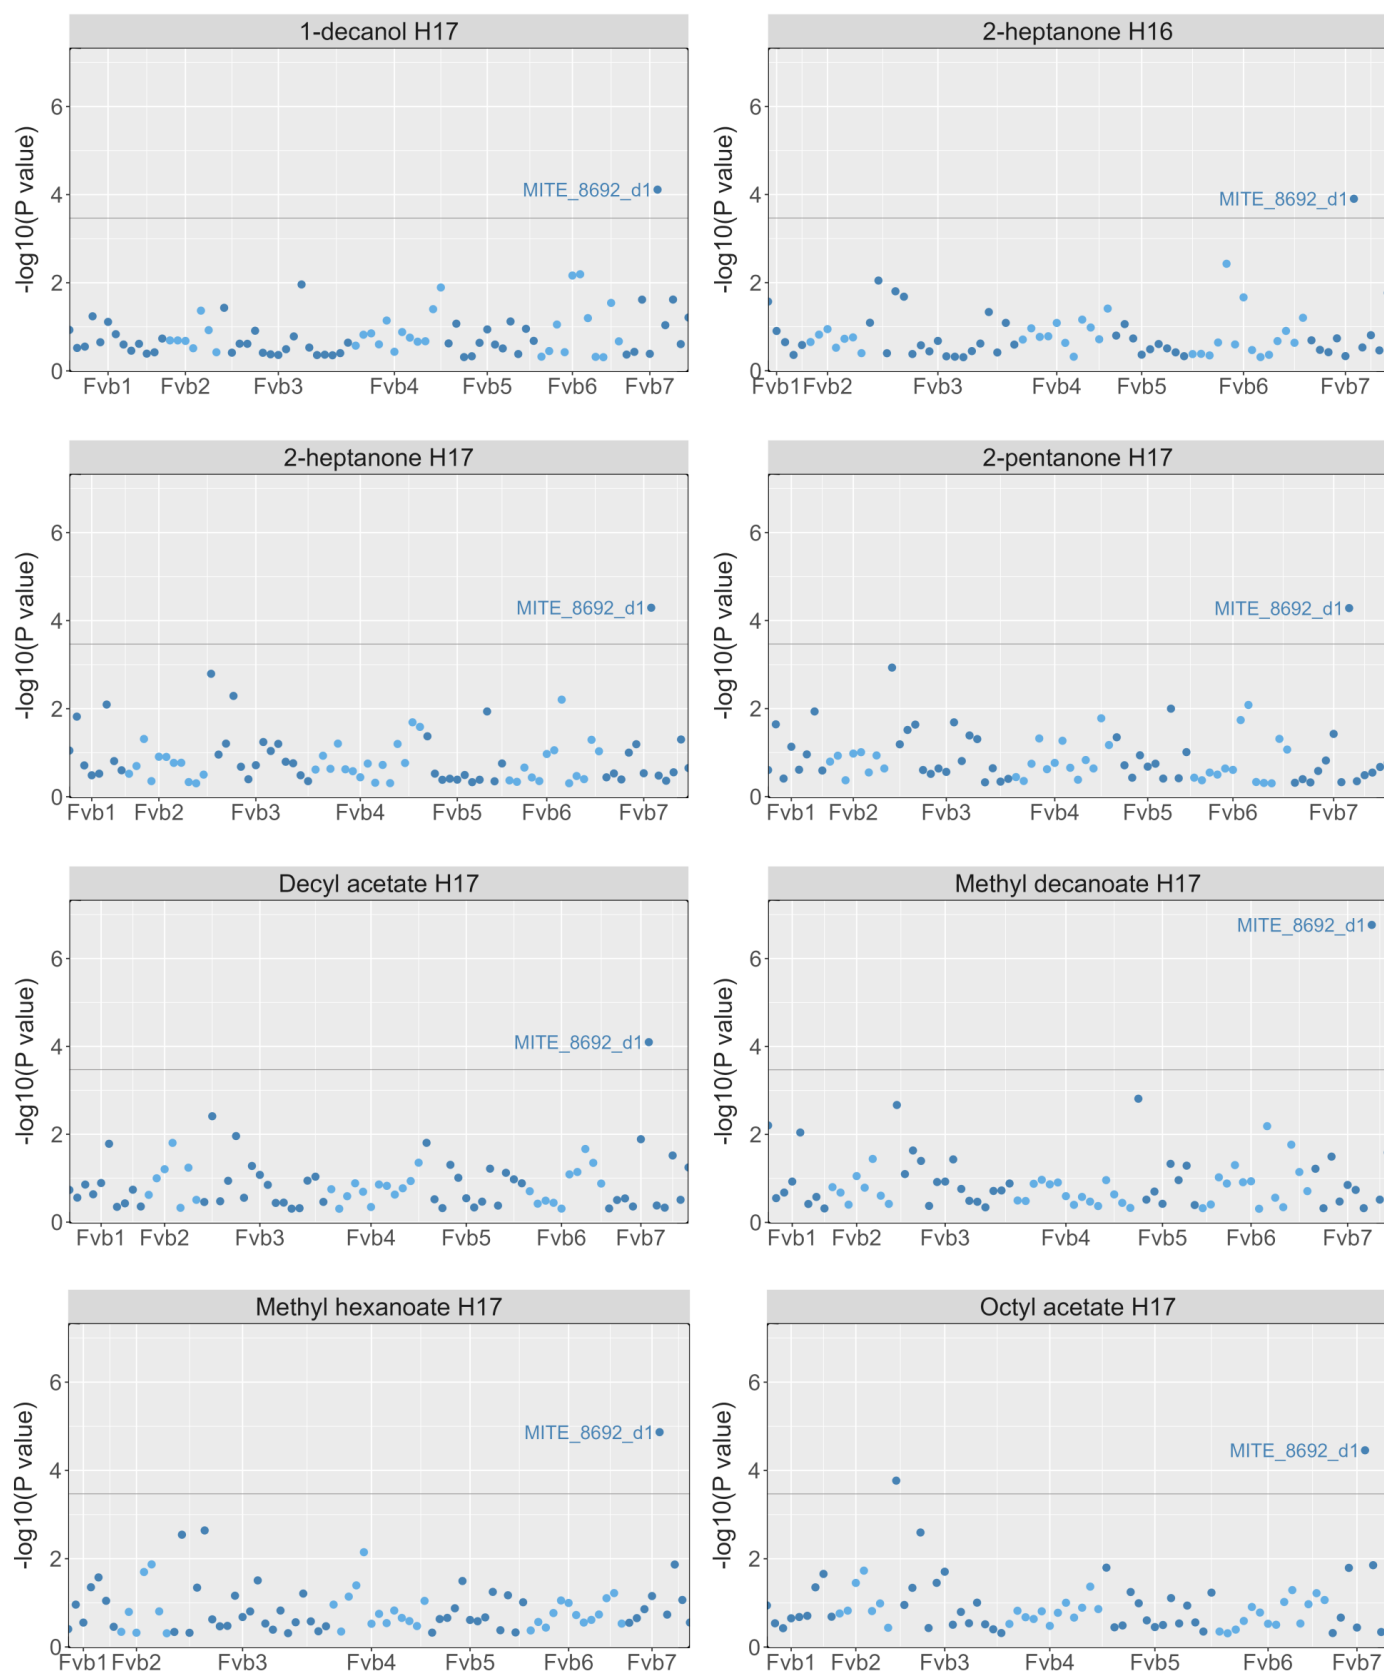 1-decanol H17
-log10(P value)
6
4
2
0
MITE_8692_d1
Fvb1 Fvb2 Fvb3 Fvb4 Fvb5 Fvb6 Fvb7
2-heptanone H16
-log10(P value)
6
4
2
0
MITE_8692_d1
Fvb1 Fvb2 Fvb3 Fvb4 Fvb5 Fvb6 Fvb7
2-heptanone H17
-log10(P value)
6
4
2
0
MITE_8692_d1
Fvb1 Fvb2 Fvb3 Fvb4 Fvb5 Fvb6 Fvb7
2-pentanone H17
-log10(P value)
6
4
2
0
MITE_8692_d1
Fvb1 Fvb2 Fvb3 Fvb4 Fvb5 Fvb6 Fvb7
Decyl acetate H17
-log10(P value)
6
4
2
0
MITE_8692_d1
Fvb1 Fvb2 Fvb3 Fvb4 Fvb5 Fvb6 Fvb7
Methyl decanoate H17
-log10(P value)
6
4
2
0
MITE_8692_d1
Fvb1 Fvb2 Fvb3 Fvb4 Fvb5 Fvb6 Fvb7
Methyl hexanoate H17
-log10(P value)
6
4
2
0
MITE_8692_d1
Fvb1 Fvb2 Fvb3 Fvb4 Fvb5 Fvb6 Fvb7
Octyl acetate H17
-log10(P value)
6
4
2
0
MITE_8692_d1
Fvb1 Fvb2 Fvb3 Fvb4 Fvb5 Fvb6 Fvb7